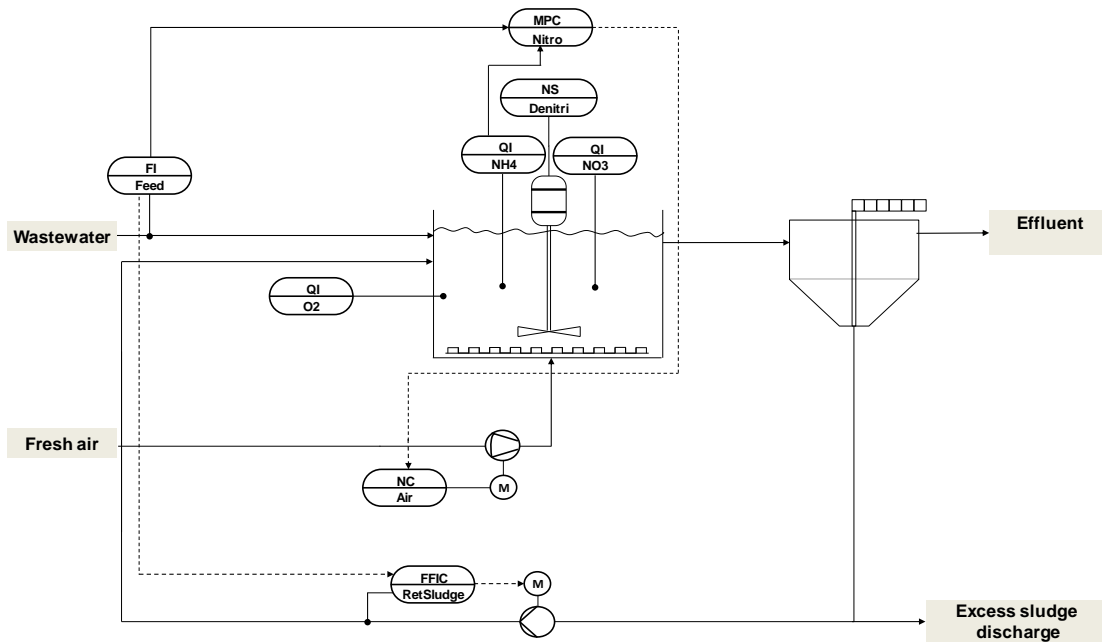 MPC
Nitro
NS
Denitri
QI
NH4
QI
NO3
FI
Feed
Wastewater
Effluent
QI
O2
Fresh air
NC
Air
M
FFIC
RetSludge
M
Excess sludge
discharge